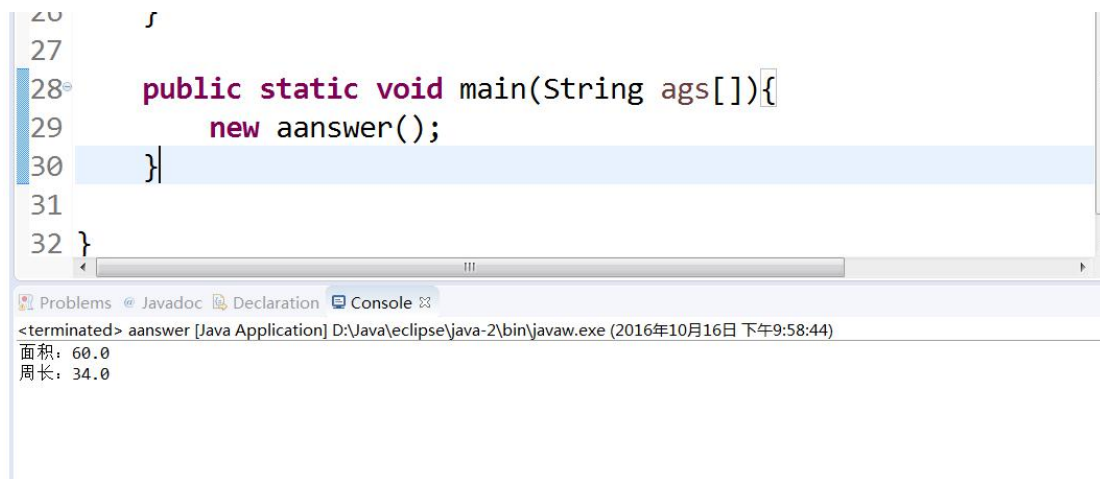 26 }
27
28 public static void main(String ags[]){
29 new aanswer();
30 }
31
32 }
Problems @ Javadoc Declaration Console
<terminated> aanswer [Java Application] D:\Java\eclipse\java-2\bin\javaw.exe (2016年10月16日 下午9:58:44)
面积：60.0
周长：34.0